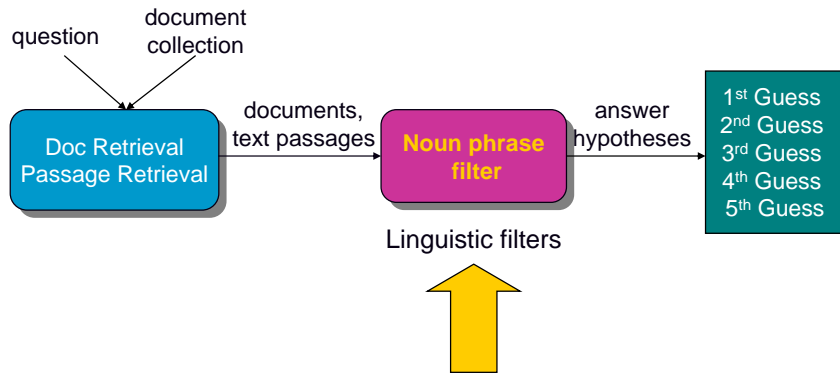 question
document
collection
Doc Retrieval
Passage Retrieval
documents,
text passages
Noun phrase
filter
answer
hypotheses
1st Guess
2nd Guess
3rd Guess
4th Guess
5th Guess
Linguistic filters